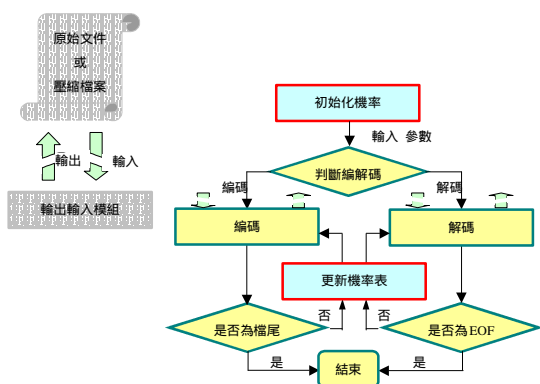 原始文件
或
壓縮檔案
輸出
輸入
輸出輸入模組
初始化機率
輸入 參數
判斷編解碼
編碼
解碼
編碼
解碼
更新機率表
否
否
是否為檔尾
是否為EOF
是
是
結束